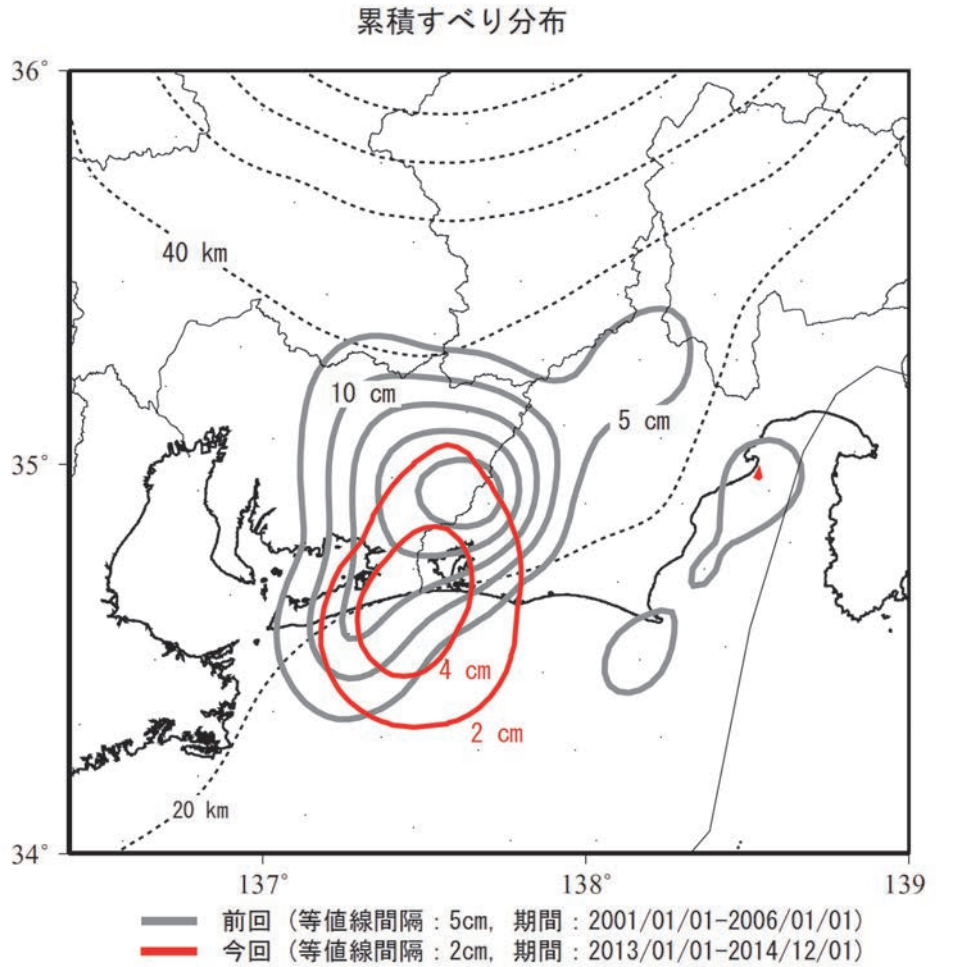 累積すべり分布
36°
40 km
10 cm
5 cm
35°
4 cm
2 cm
20 km
34°
137° 138° 139
前回 (等値線間隔:5cm, 期間:2001/01/01-2006/01/01)
今回 (等値線間隔:2cm, 期間:2013/01/01-2014/12/01)